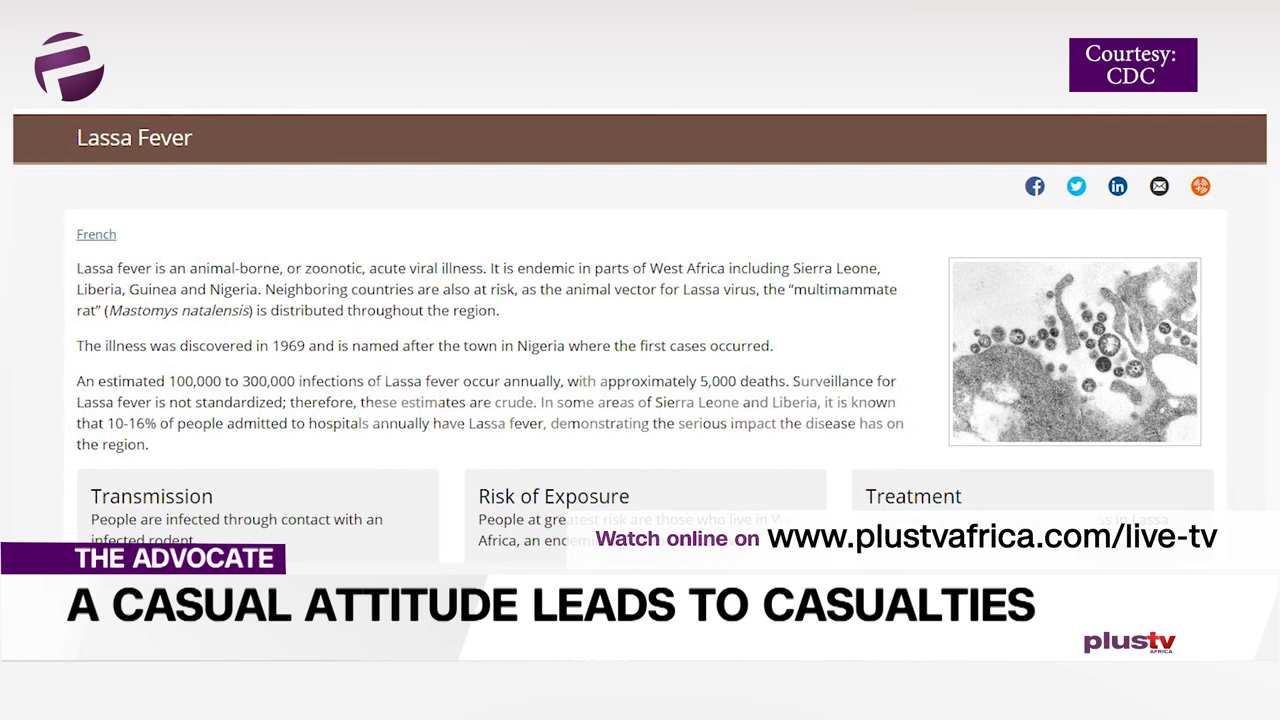 Courtesy:
CDC
Lassa Fever
French
Lassa fever is an animal-borne, or zoonotic, acute viral illness. It is endemic in parts of West Africa including Sierra Leone,
Liberia, Guinea and Nigeria. Neighboring countries are also at risk, as the animal vector for Lassa virus, the “multimammate
rat” (Mastomys natalensis) is distributed throughout the region.
The illness was discovered in 1969 and is named after the town in Nigeria where the first cases occurred.
An estimated 100,000 to 300,000 infections of Lassa fever occur annually, with approximately 5,000 deaths. Surveillance for
Lassa fever is not standardized; therefore, these estimates are crude. In some areas of Sierra Leone and Liberia, it is known
that 10-16% of people admitted to hospitals annually have Lassa fever, demonstrating the serious impact the disease has on
the region.
Transmission
People are infected through contact with an
infected rodent.
Risk of Exposure
People at greatest risk are those who live in
Africa, an
Treatment
in Lassa
Watch online on www.plustvafrica.com/live-tv
THE ADVOCATE
A CASUAL ATTITUDE LEADS TO CASUALTIES
plustv
AFRICA